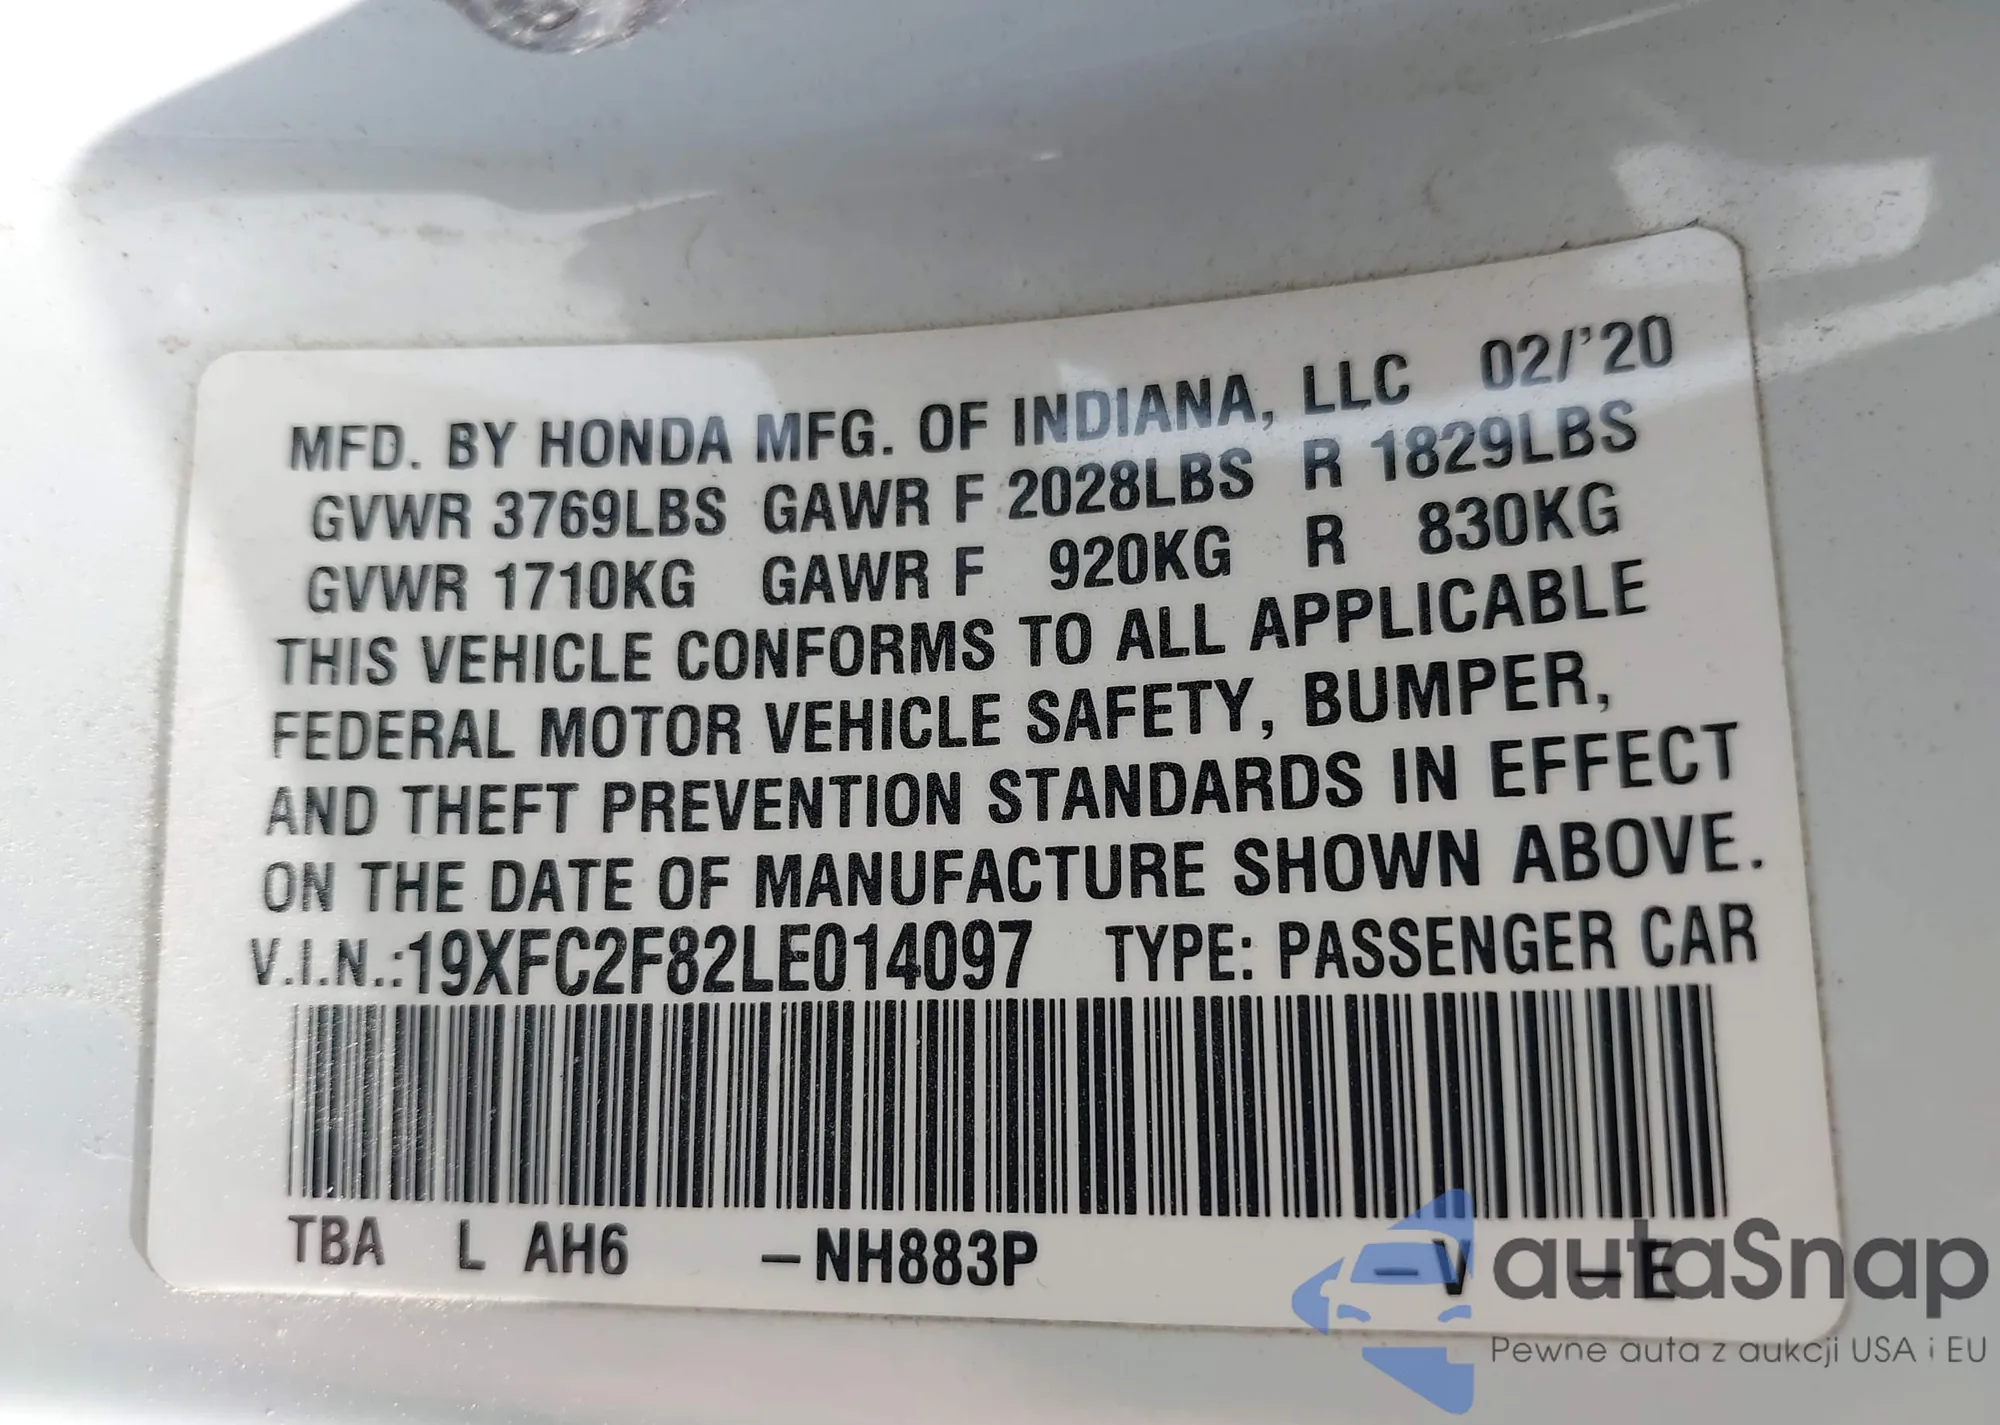 MFD. BY HONDA MFG. OF INDIANA, LLC 02/'20
GVWR 3769LBS GAWR F 2028LBS R 1829LBS
GVWR 1710KG GAWR F 920KG R 830KG
THIS VEHICLE CONFORMS TO ALL APPLICABLE
FEDERAL MOTOR VEHICLE SAFETY, BUMPER,
AND THEFT PREVENTION STANDARDS IN EFFECT
ON THE DATE OF MANUFACTURE SHOWN ABOVE.
V.I.N.:19XFC2F82LE014097 TYPE: PASSENGER CAR
TBA L AH6 -NH883P -V -E
autaSnap
Pewne auta z aukcji USA i EU